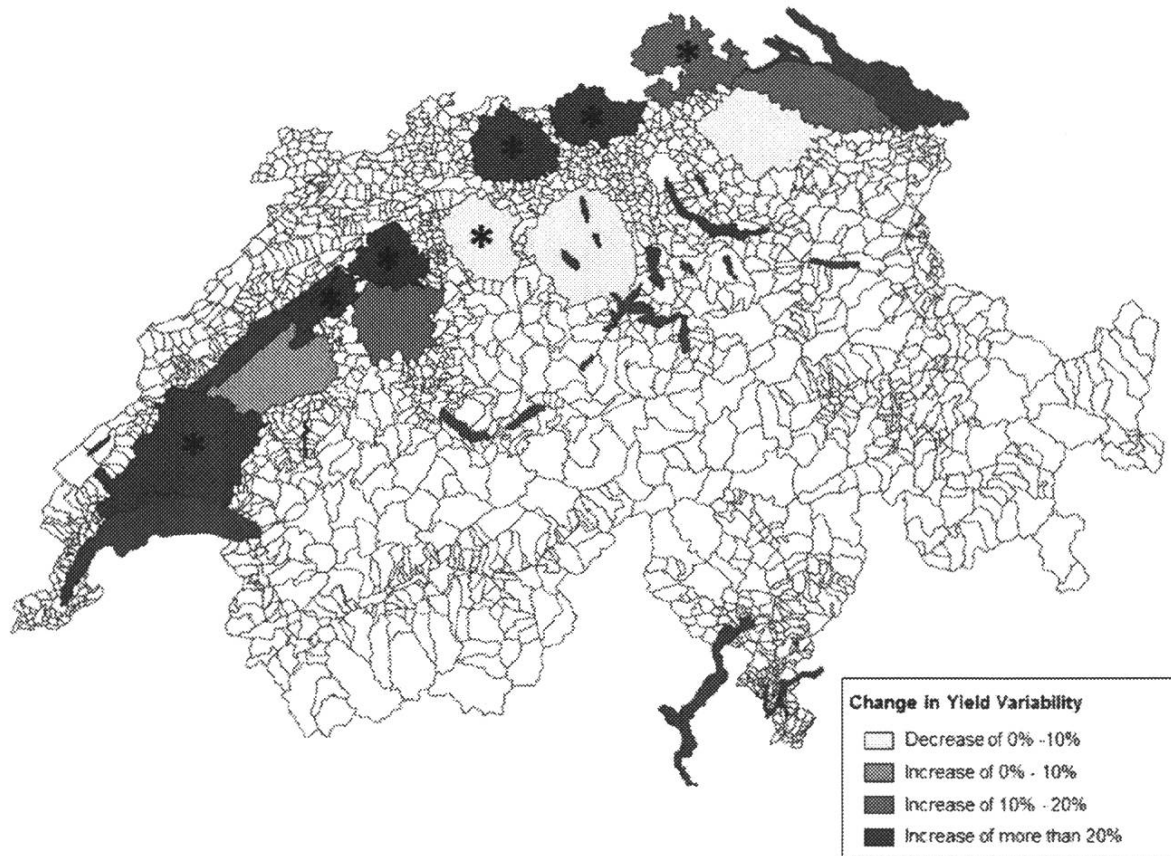 *
*
*
*
*
*
*
Change in Yield Variability
Decrease of 0% -10%
Increase of 0% - 10%
Increase of 10% - 20%
Increase of more than 20%